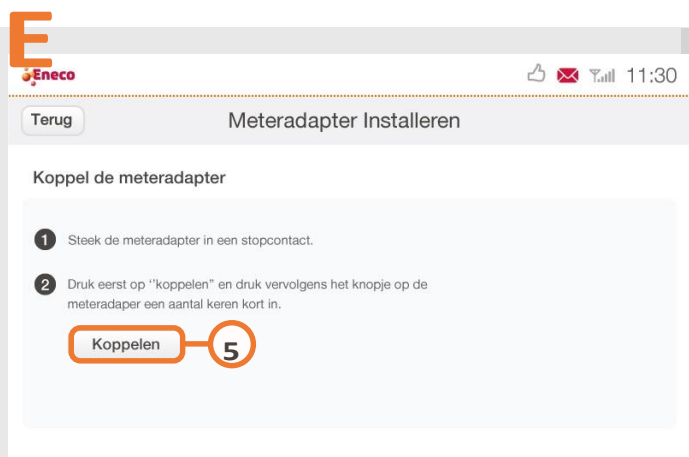 E
Eneco
11:30
Terug
Meteradapter Installeren
Koppel de meteradapter
1 Steek de meteradapter in een stopcontact.
2 Druk eerst op ‘‘koppelen” en druk vervolgens het knopje op de
meteradaper een aantal keren kort in.
Koppelen
5